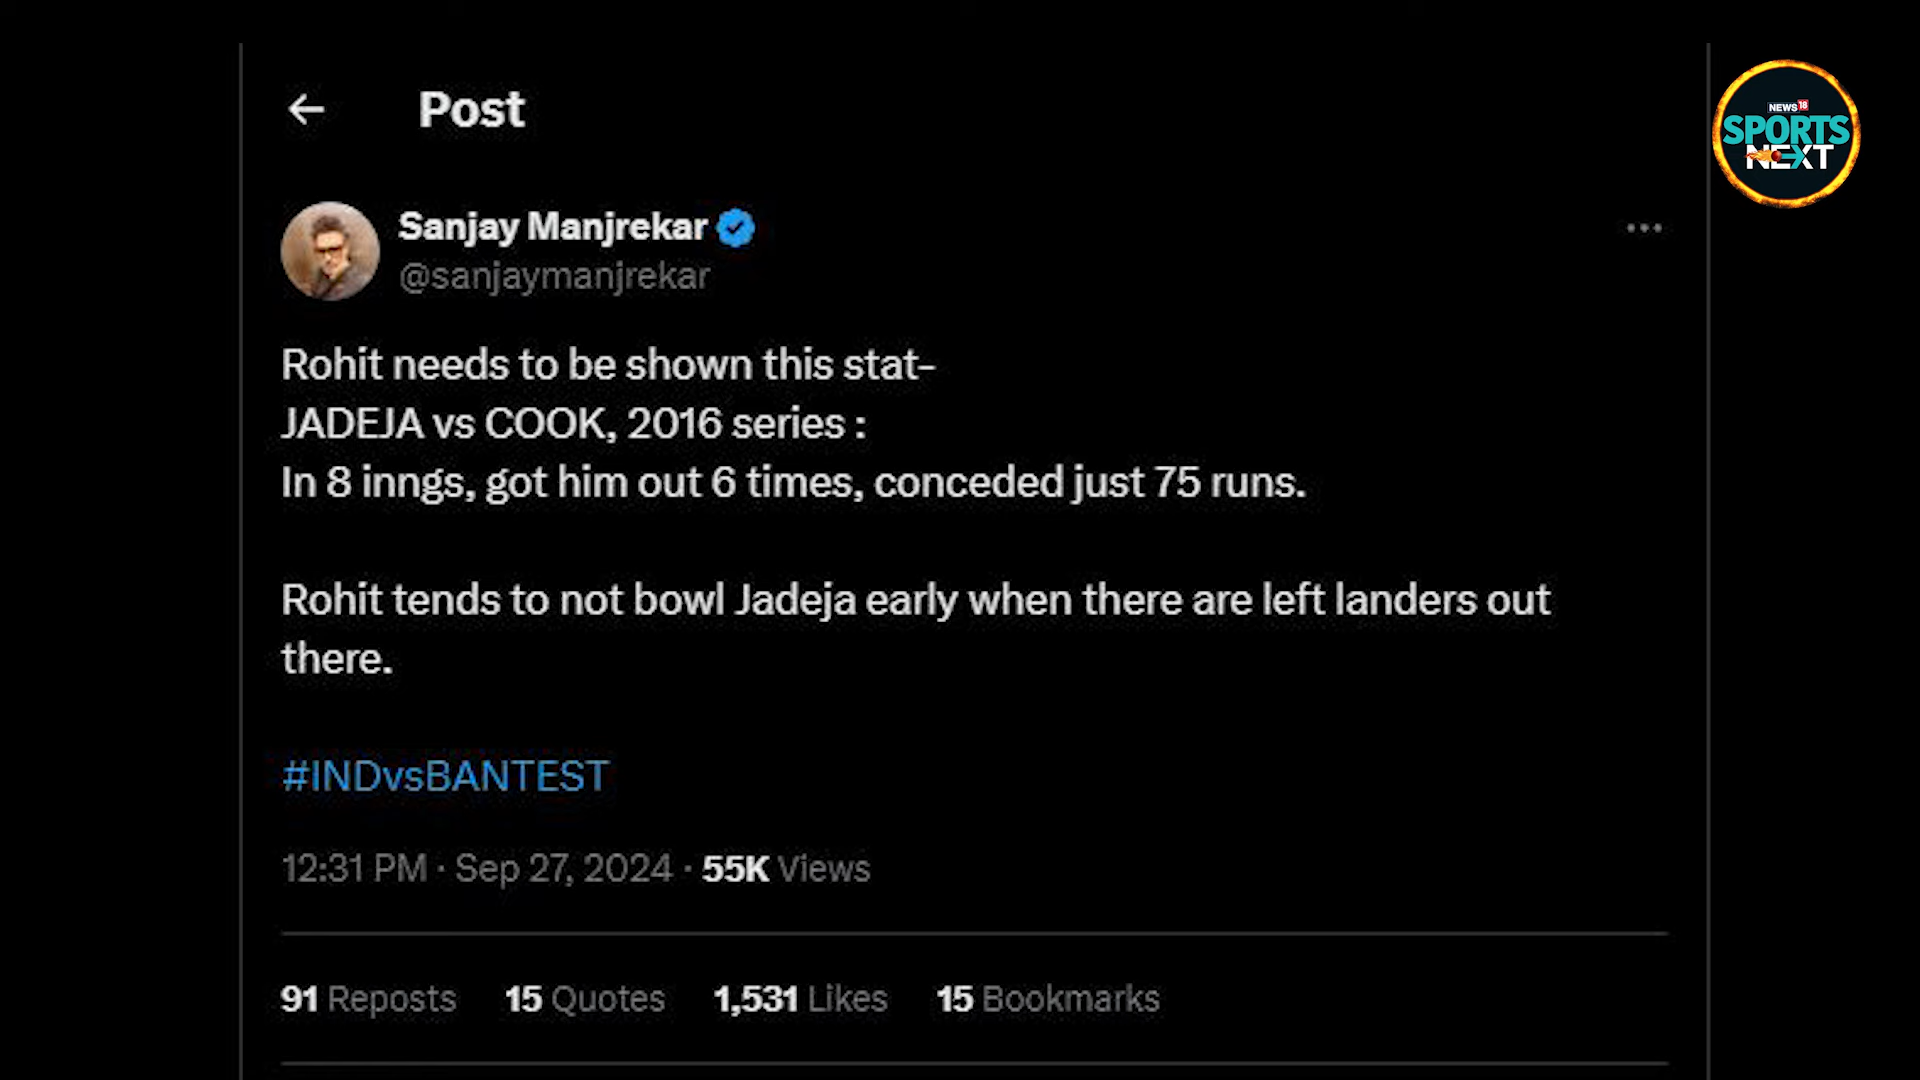 Post
NEWS18
SPORTS
NEXT
Sanjay Manjrekar
@sanjaymanjrekar
Rohit needs to be shown this stat-
JADEJA vs COOK, 2016 series :
In 8 inngs, got him out 6 times, conceded just 75 runs.
Rohit tends to not bowl Jadeja early when there are left landers out
there.
#INDvsBANTEST
12:31 PM · Sep 27, 2024 · 55K Views
91 Reposts 15 Quotes 1,531 Likes 15 Bookmarks